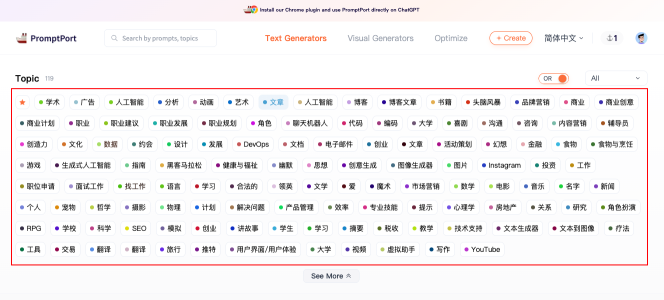 Install our Chrome plugin and use PromptPort directly on ChatGPT
PromptPort Search by prompts, topics Text Generators Visual Generators Optimize + Create 简体中文 1
Topic 119 OR All
学术 广告 人工智能 分析 动画 艺术 文章 人工智能 博客 博客文章 书籍 头脑风暴 品牌营销 商业 商业创意
商业计划 职业 职业建议 职业发展 职业规划 角色 聊天机器人 代码 编码 大学 喜剧 沟通 咨询 内容营销 辅导员
创造力 文化 数据 约会 设计 发展 DevOps 文档 电子邮件 创业 文章 活动策划 幻想 金融 食物 食物与烹饪
游戏 生成式人工智能 指南 黑客马拉松 健康与福祉 幽默 思想 创意生成 图像生成器 图片 Instagram 投资 工作
职位申请 面试工作 找工作 语言 学习 合法的 领英 文学 爱 魔术 市场营销 数学 电影 音乐 名字 新闻
个人 宠物 哲学 摄影 物理 计划 解决问题 产品管理 效率 专业技能 提示 心理学 房地产 关系 研究 角色扮演
RPG 学校 科学 SEO 模拟 创业 讲故事 学生 学习 摘要 税收 教学 技术支持 文本生成器 文本到图像 疗法
工具 交易 翻译 翻译 旅行 推特 用户界面/用户体验 大学 视频 虚拟助手 写作 YouTube
See More